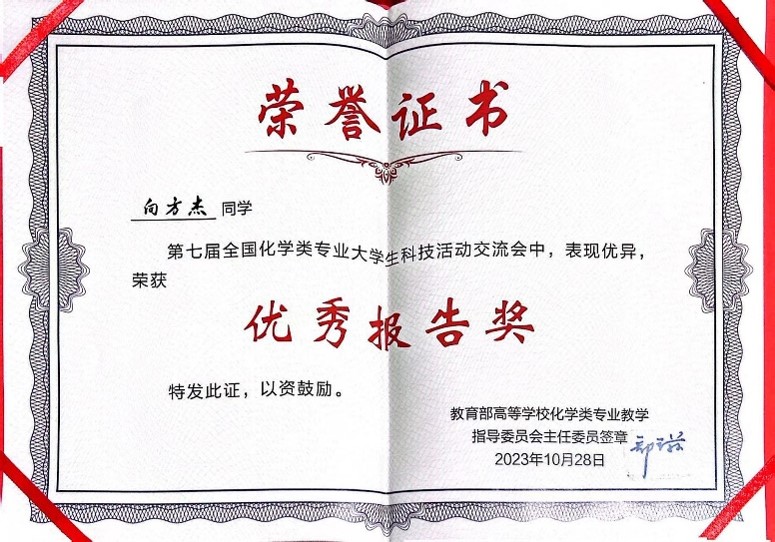 荣誉证书
向方杰 同学
第七届全国化学类专业大学生科技活动交流会中，表现优异，
荣获
优秀报告奖
特发此证，以资鼓励。
教育部高等学校化学类专业教学
指导委员会主任委员签章
2023年10月28日